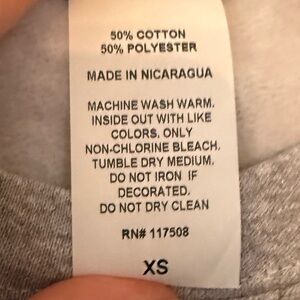 50% COTTON
50% POLYESTER
MADE IN NICARAGUA
MACHINE WASH WARM.
INSIDE OUT WITH LIKE
COLORS. ONLY
NON-CHLORINE BLEACH.
TUMBLE DRY MEDIUM.
DO NOT IRON IF
DECORATED.
DO NOT DRY CLEAN
RN# 117508
XS